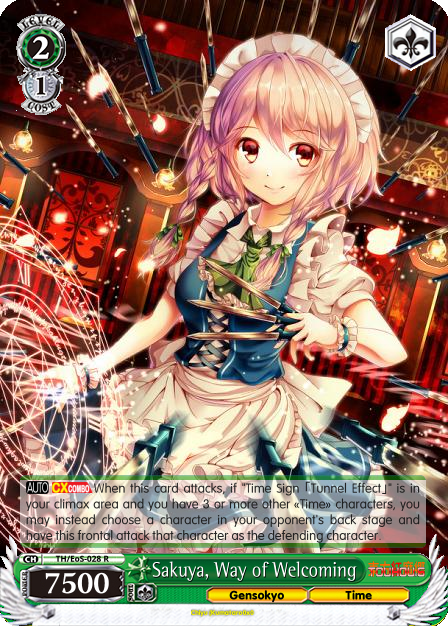 LEVEL
2
1
COST
AUTO CXCOMBO When this card attacks, if "Time Sign「Tunnel Effect」" is in
your climax area and you have 3 or more other «Time» characters, you
may instead choose a character in your opponent's back stage and
have this frontal attack that character as the defending character.
CH TH/EoS-028 R
POWER 7500 SOUL Sakuya, Way of Welcoming
Gensokyo Time